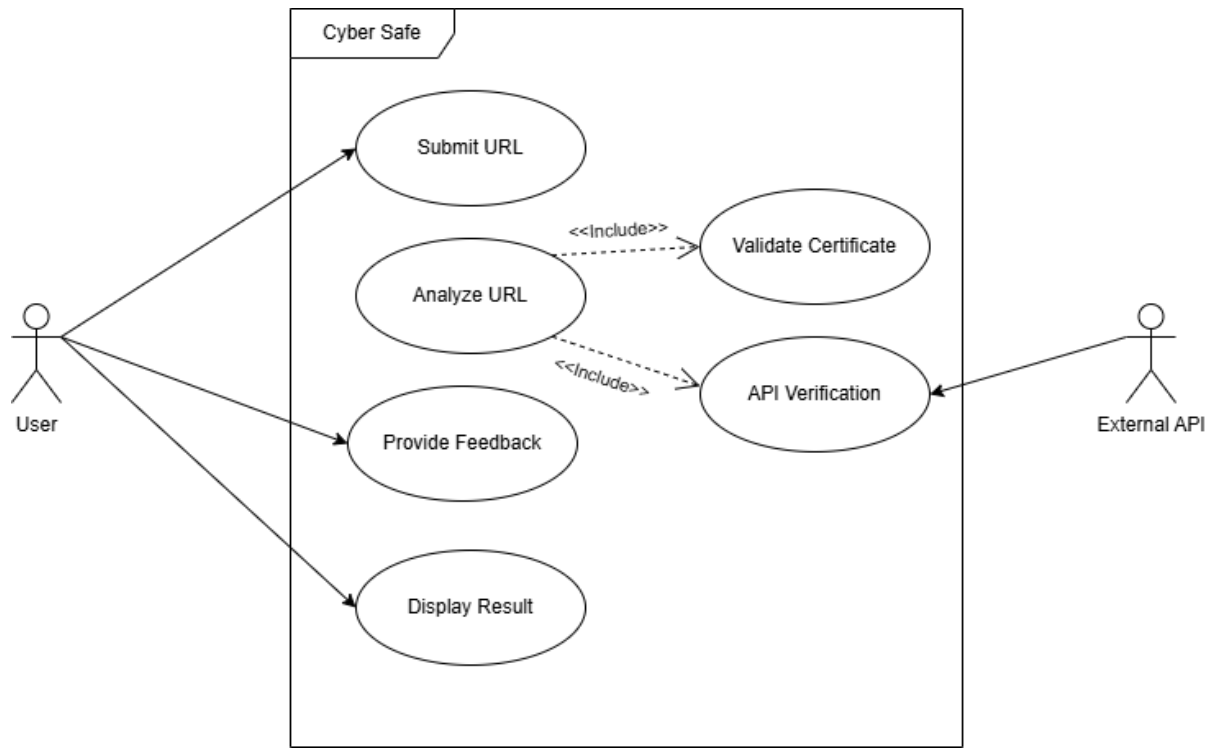 Cyber Safe
Submit URL
<<Include>>
Validate Certificate
Analyze URL
<<Include>>
API Verification
User
External API
Provide Feedback
Display Result